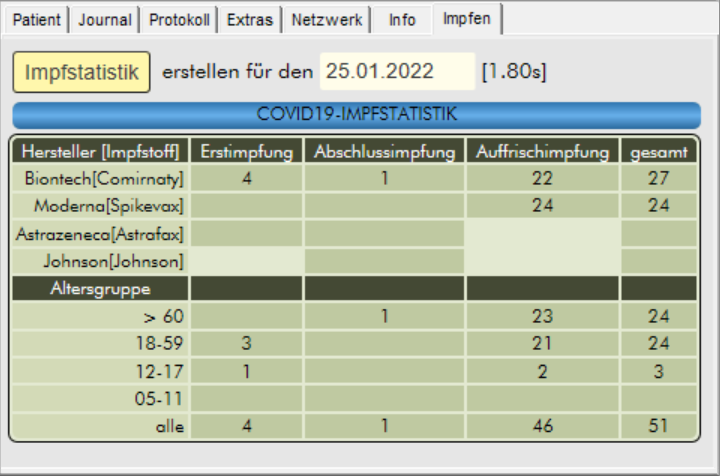 Patient Journal Protokoll Extras Netzwerk Info Impfen
Impfstatistik erstellen für den 25.01.2022 [1.80s]
COVID19-IMPFSTATISTIK
Hersteller [Impfstoff] Erstimpfung Abschlussimpfung Auffrischimpfung gesamt
Biontech[Comirnaty] 4 1 22 27
Moderna[Spikevax] 24 24
Astrazeneca[Astrafax]
Johnson[Johnson]
Altersgruppe
> 60 1 23 24
18-59 3 21 24
12-17 1 2 3
05-11
alle 4 1 46 51